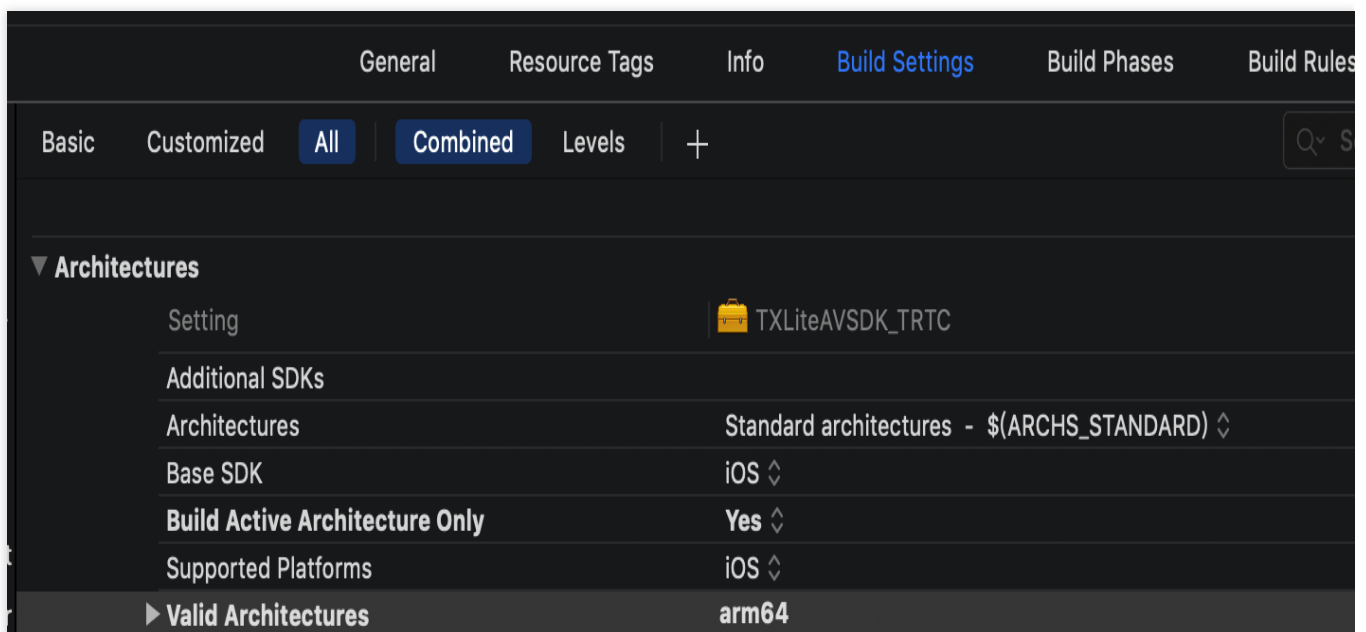 General Resource Tags Info Build Settings Build Phases Build Rules
Basic Customized All Combined Levels
Architectures
Setting TXLiteAVSDK_TRTC
Additional SDKs
Architectures Standard architectures - $(ARCHS_STANDARD)
Base SDK iOS
Build Active Architecture Only Yes
Supported Platforms iOS
Valid Architectures arm64